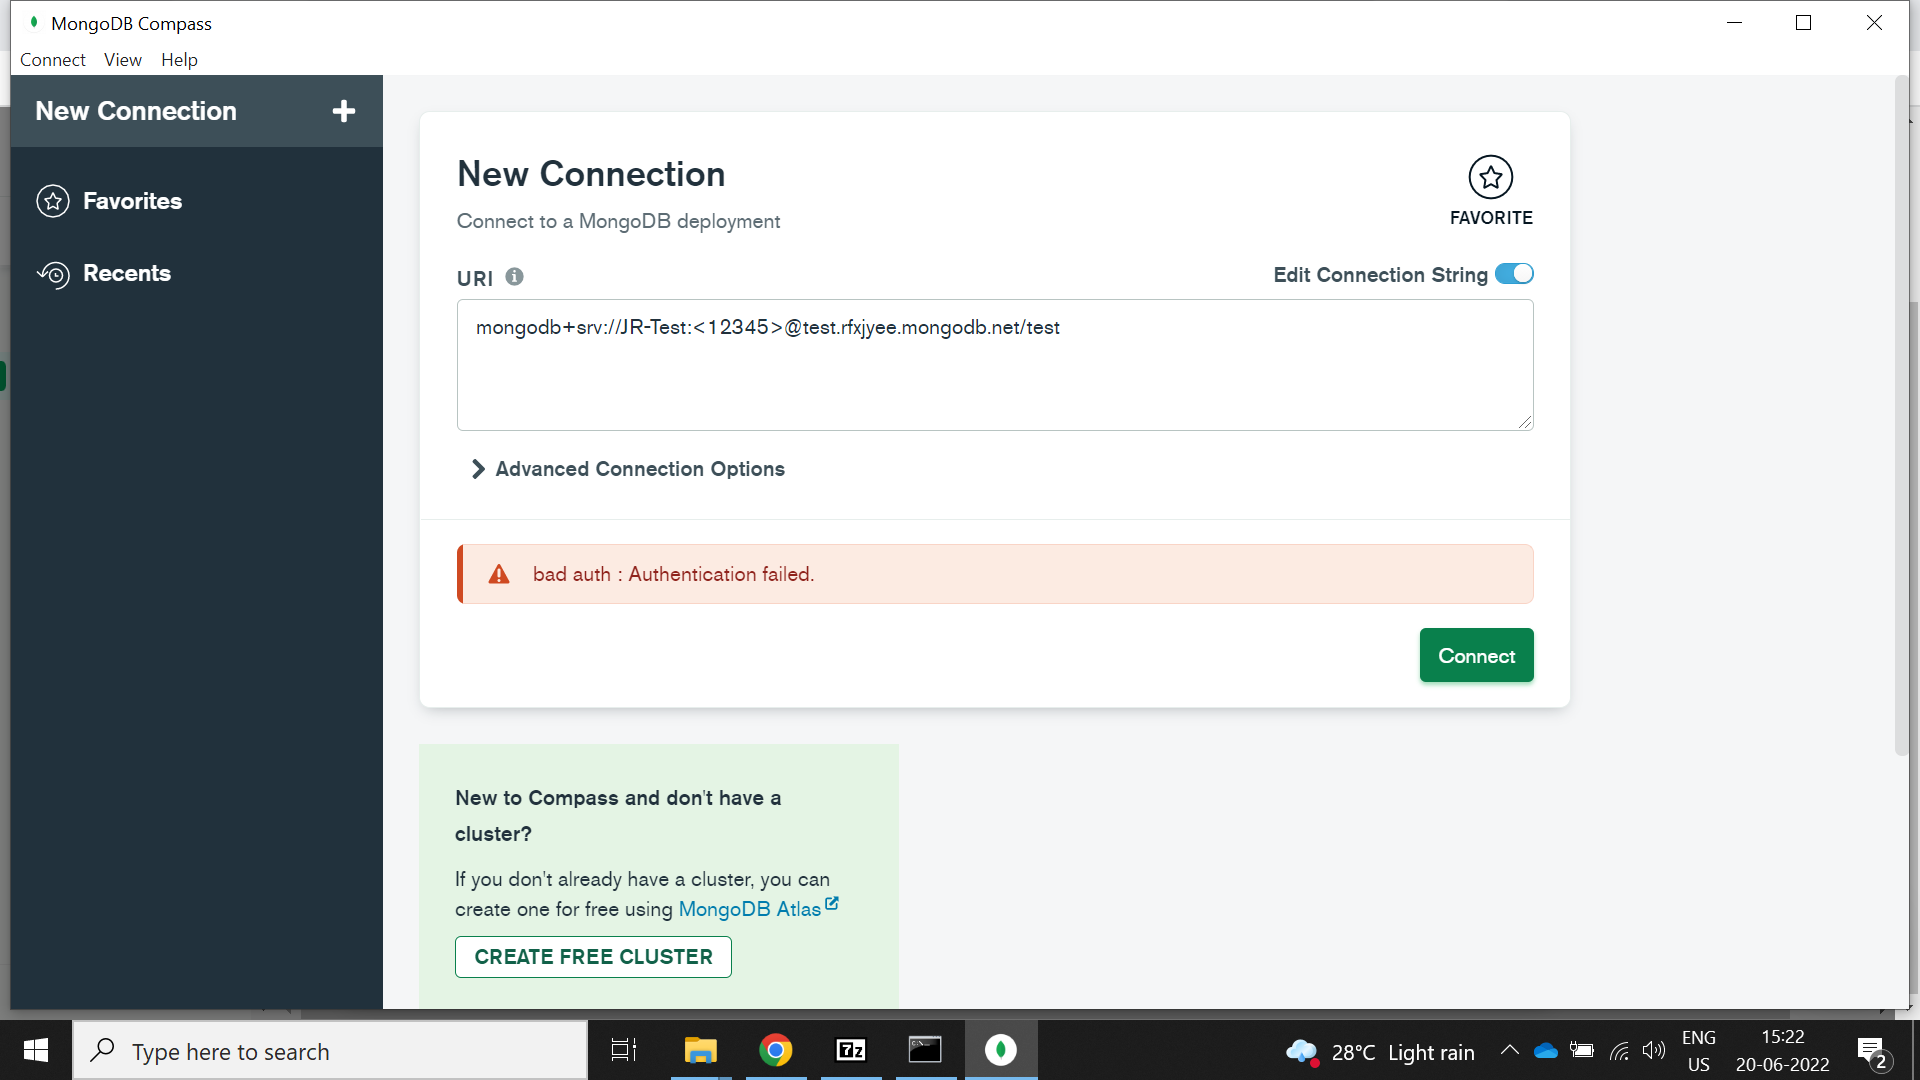 MongoDB Compass
Connect View Help
New Connection
Favorites
Recents
New Connection
Connect to a MongoDB deployment
FAVORITE
URI
Edit Connection String
mongodb+srv://JR-Test:<12345>@test.rfxjyee.mongodb.net/test
Advanced Connection Options
bad auth : Authentication failed.
Connect
New to Compass and don't have a
cluster?
If you don't already have a cluster, you can
create one for free using MongoDB Atlas
CREATE FREE CLUSTER
Type here to search
7z
28°C Light rain
ENG
US
15:22
20-06-2022
2